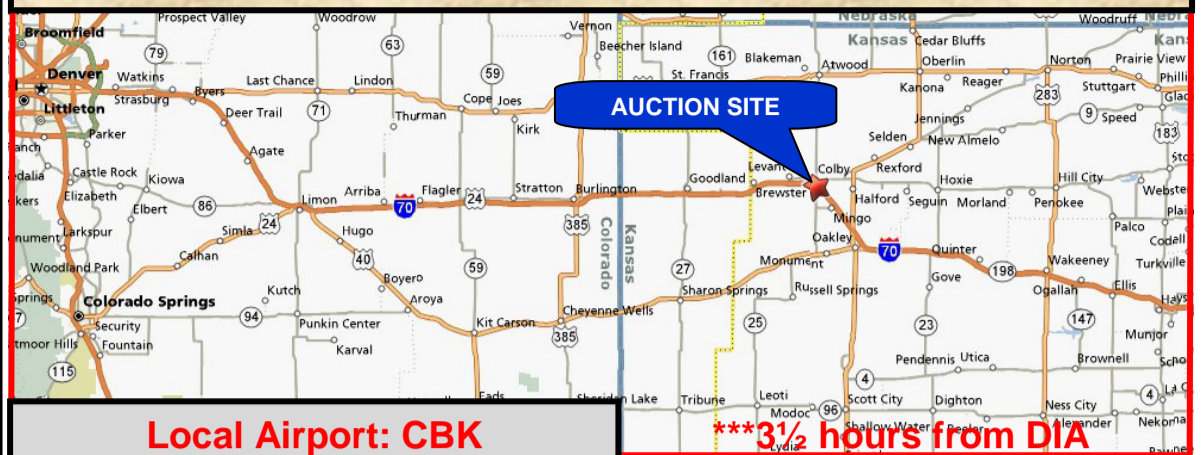 Prospect Valley Woodrow Vernon Nebraska Woodruff
Broomfield Beecher Island Kansas Cedar Bluffs
79 63 161 Blakeman Atwood Oberlin Norton Prairie View
Denver Watkins Last Chance Lindon 59 St. Francis
Strasburg Byers Kanona Reager 283 Stuttgart
Littleton Deer Trail 71 Thurman Cope Joes AUCTION SITE 9 Speed
Parker Kirk Jennings 183
Agate Selden New Almelo
Castle Rock Kiowa Colby Rexford
Arriba Flagler Stratton Burlington Goodland Hoxie Hill City
Elizabeth Elbert 86 Limon 70 24 Brewster Halford Seguin Morland Penokee
Larkspur Simla 24 Hugo 385 Colorado Kansas Mingo Palco
Calhan 40 Oakley 70 Quinter
Woodland Park Boyero 59 27 Monument 198 Wakeeney
Kutch Aroya Sharon Springs Russell Springs Gove Ogallah Ellis
Colorado Springs Cheyenne Wells
94 Punkin Center Kit Carson 25 23 147
Security 385 Munjor
Fountain Karval Pendennis Utica Brownell
115 4 4
Tribune Leoti Scott City Dighton Ness City
Modoc 96 Alexander
Local Airport: CBK ***3½ hours from DIA